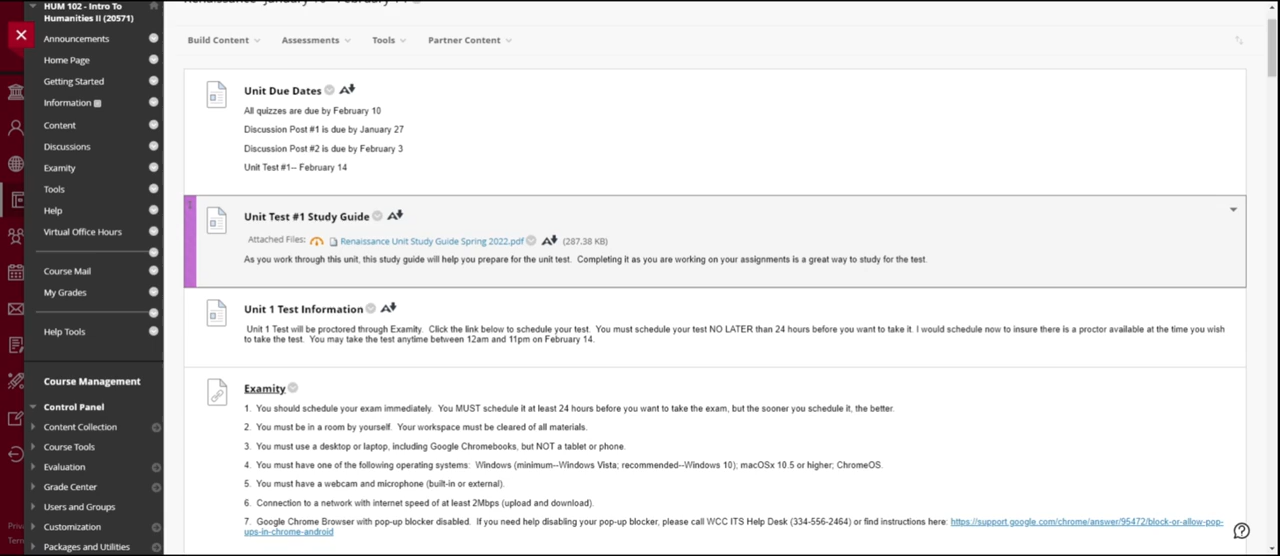 HUM 102 - Intro To
Humanities II (20571)
Announcements
Home Page
Getting Started
Information
Content
Discussions
Examity
Tools
Help
Virtual Office Hours
Course Mail
My Grades
Help Tools
Course Management
Control Panel
Content Collection
Course Tools
Evaluation
Grade Center
Users and Groups
Customization
Packages and Utilities
Build Content
Assessments
Tools
Partner Content
Unit Due Dates
All quizzes are due by February 10
Discussion Post #1 is due by January 27
Discussion Post #2 is due by February 3
Unit Test #1-- February 14
Unit Test #1 Study Guide
Attached Files: Renaissance Unit Study Guide Spring 2022.pdf (287.38 KB)
As you work through this unit, this study guide will help you prepare for the unit test. Completing it as you are working on your assignments is a great way to study for the test.
Unit 1 Test Information
Unit 1 Test will be proctored through Examity. Click the link below to schedule your test. You must schedule your test NO LATER than 24 hours before you want to take it. I would schedule now to insure there is a proctor available at the time you wish
to take the test. You may take the test anytime between 12am and 11pm on February 14.
Examity
1. You should schedule your exam immediately. You MUST schedule it at least 24 hours before you want to take the exam, but the sooner you schedule it, the better.
2. You must be in a room by yourself. Your workspace must be cleared of all materials.
3. You must use a desktop or laptop, including Google Chromebooks, but NOT a tablet or phone.
4. You must have one of the following operating systems: Windows (minimum--Windows Vista; recommended--Windows 10); macOSx 10.5 or higher; ChromeOS.
5. You must have a webcam and microphone (built-in or external).
6. Connection to a network with internet speed of at least 2Mbps (upload and download).
7. Google Chrome Browser with pop-up blocker disabled. If you need help disabling your pop-up blocker, please call WCC ITS Help Desk (334-556-2464) or find instructions here: https://support.google.com/chrome/answer/95472/block-or-allow-pop-
ups-in-chrome-android